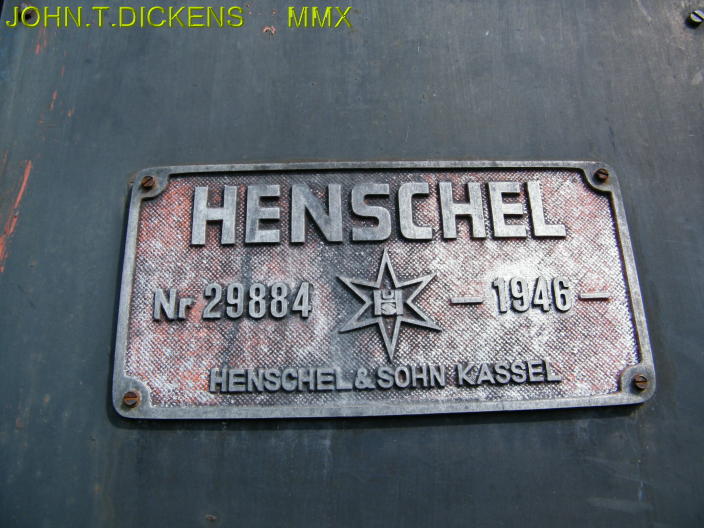 JOHN.T.DICKENS MMX
HENSCHEL
Nr 29884 - 1946 -
HENSCHEL & SOHN KASSEL